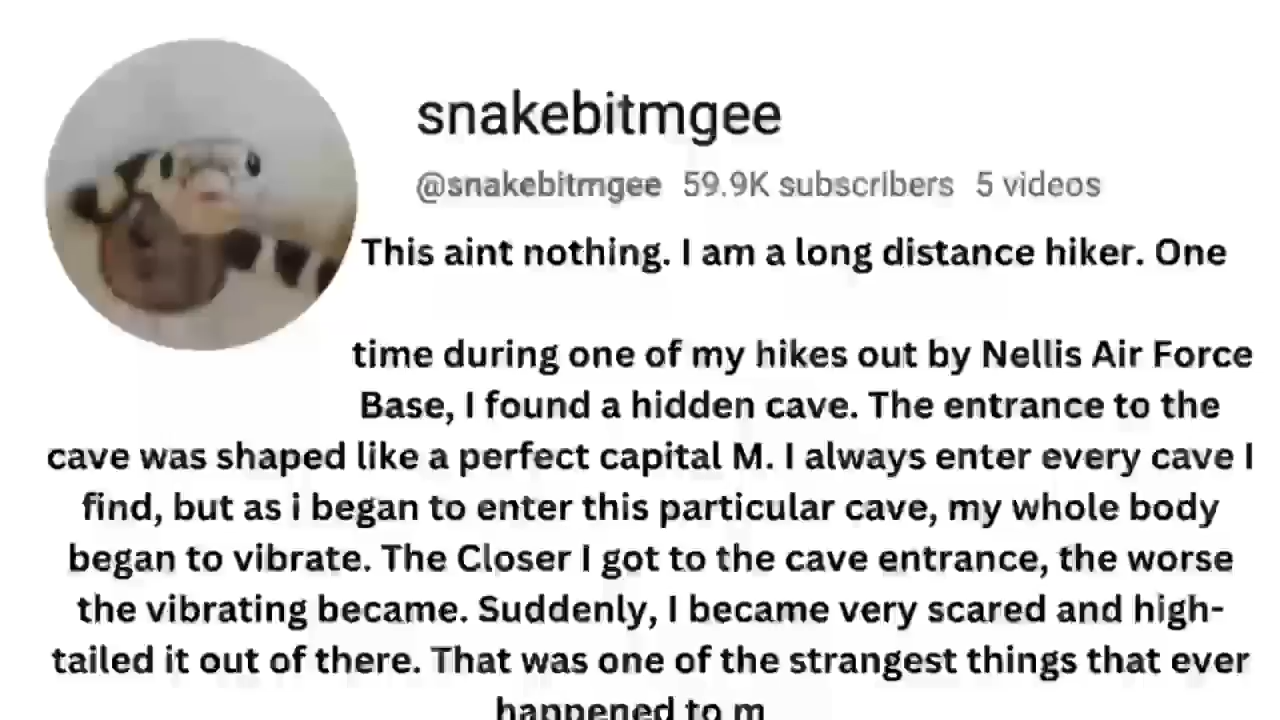 snakebitmgee
@snakebitmgee 59.9K subscribers 5 videos
This aint nothing. I am a long distance hiker. One
time during one of my hikes out by Nellis Air Force
Base, I found a hidden cave. The entrance to the
cave was shaped like a perfect capital M. I always enter every cave I
find, but as i began to enter this particular cave, my whole body
began to vibrate. The Closer I got to the cave entrance, the worse
the vibrating became. Suddenly, I became very scared and high-
tailed it out of there. That was one of the strangest things that ever
happened to m